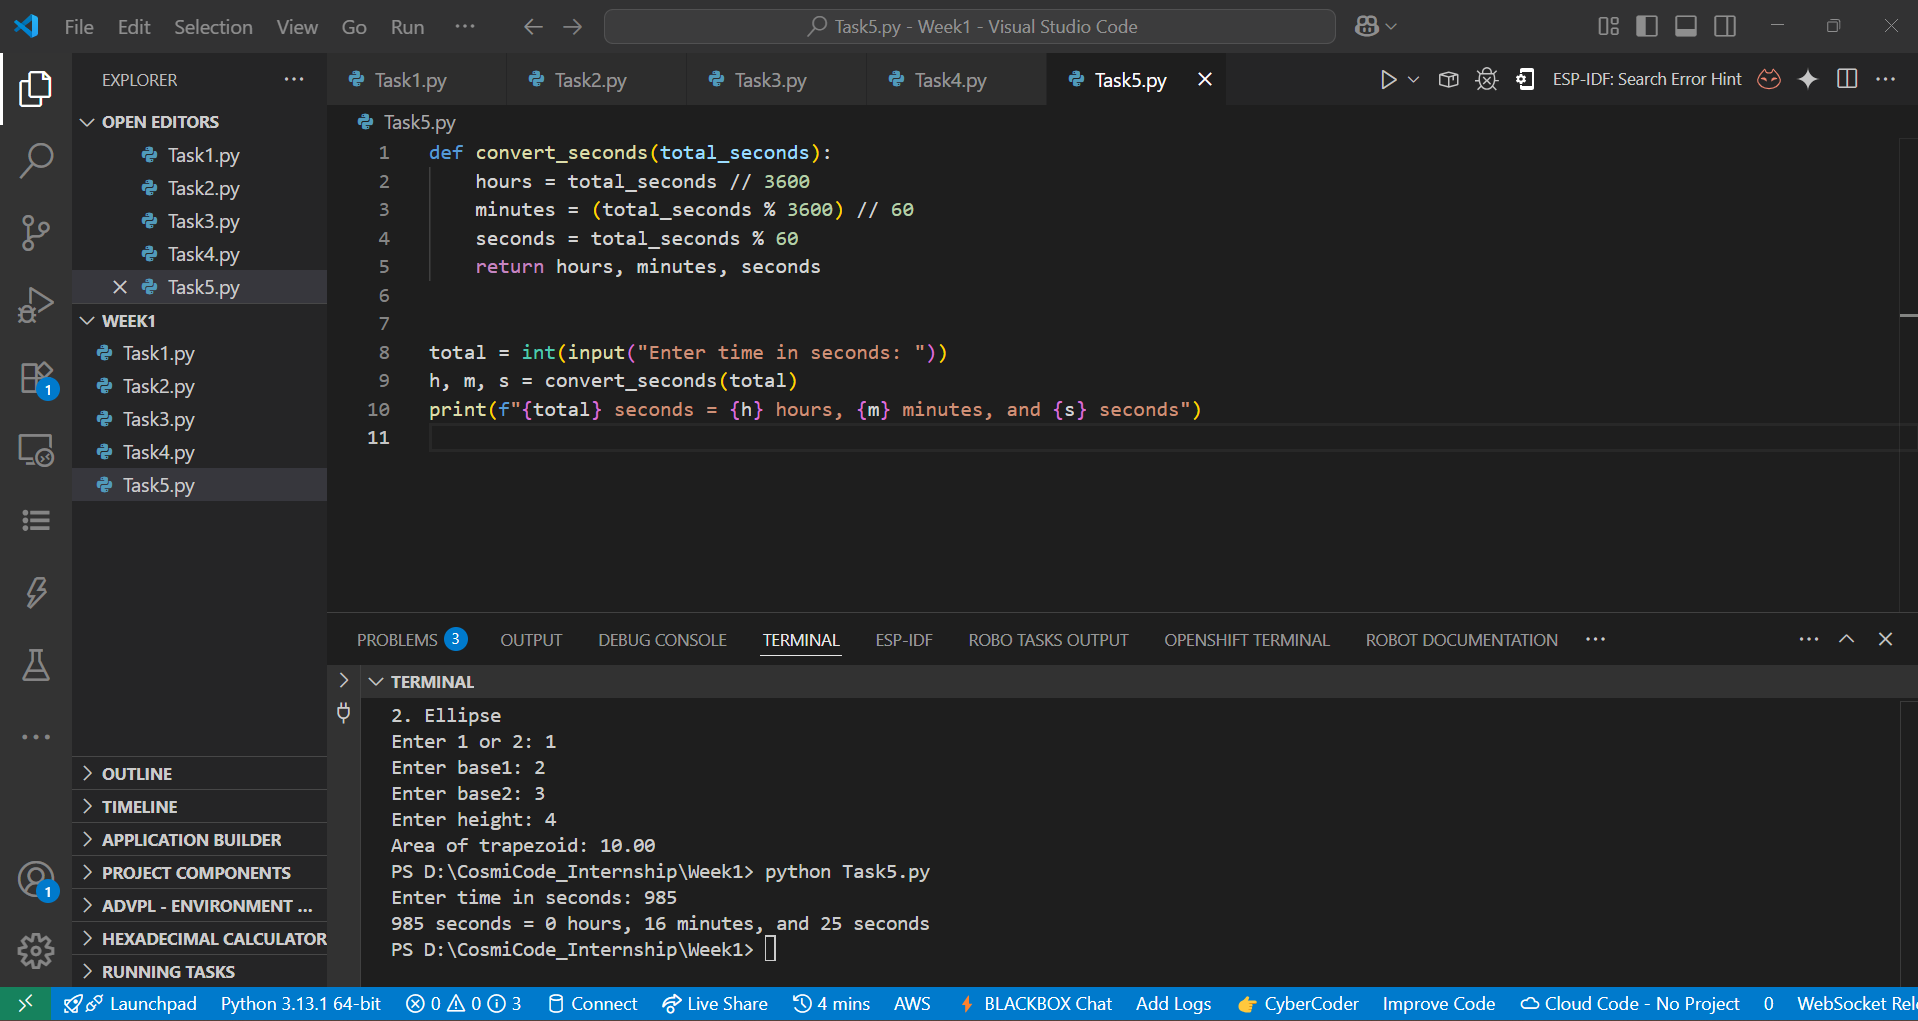 File Edit Selection View Go Run ··· Task5.py - Week1 - Visual Studio Code
EXPLORER ···
OPEN EDITORS
Task1.py
Task2.py
Task3.py
Task4.py
Task5.py
WEEK1
Task1.py
Task2.py
Task3.py
Task4.py
Task5.py
OUTLINE
TIMELINE
APPLICATION BUILDER
PROJECT COMPONENTS
ADVPL - ENVIRONMENT ...
HEXADECIMAL CALCULATOR
RUNNING TASKS
1
1
Task1.py Task2.py Task3.py Task4.py Task5.py ESP-IDF: Search Error Hint
Task5.py
1 def convert_seconds(total_seconds):
2     hours = total_seconds // 3600
3     minutes = (total_seconds % 3600) // 60
4     seconds = total_seconds % 60
5     return hours, minutes, seconds
6
7
8 total = int(input("Enter time in seconds: "))
9 h, m, s = convert_seconds(total)
10 print(f"{total} seconds = {h} hours, {m} minutes, and {s} seconds")
11
PROBLEMS 3 OUTPUT DEBUG CONSOLE TERMINAL ESP-IDF ROBO TASKS OUTPUT OPENSHIFT TERMINAL ROBOT DOCUMENTATION ···
TERMINAL
2. Ellipse
Enter 1 or 2: 1
Enter base1: 2
Enter base2: 3
Enter height: 4
Area of trapezoid: 10.00
PS D:\CosmiCode_Internship\Week1> python Task5.py
Enter time in seconds: 985
985 seconds = 0 hours, 16 minutes, and 25 seconds
PS D:\CosmiCode_Internship\Week1>
Launchpad Python 3.13.1 64-bit 0 0 3 Connect Live Share 4 mins AWS BLACKBOX Chat Add Logs CyberCoder Improve Code Cloud Code - No Project 0 WebSocket Rel